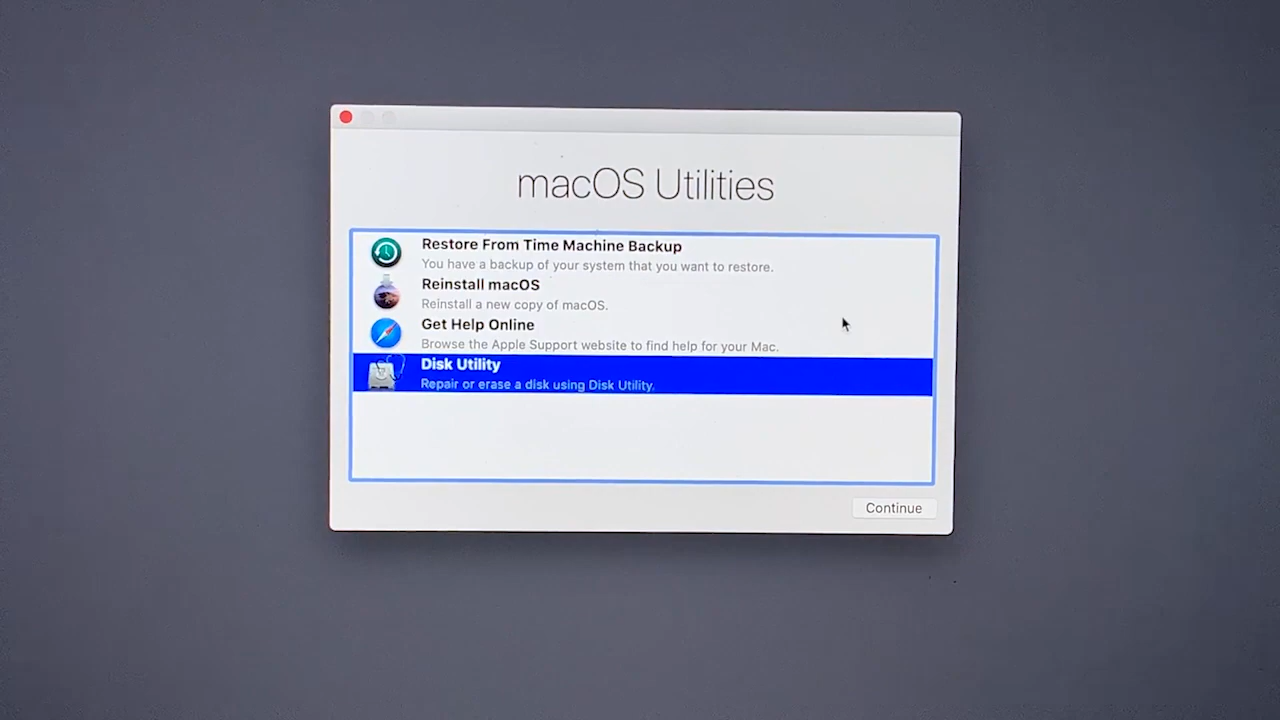 macOS Utilities
Restore From Time Machine Backup
You have a backup of your system that you want to restore.
Reinstall macOS
Reinstall a new copy of macOS.
Get Help Online
Browse the Apple Support website to find help for your Mac.
Disk Utility
Repair or erase a disk using Disk Utility.
Continue